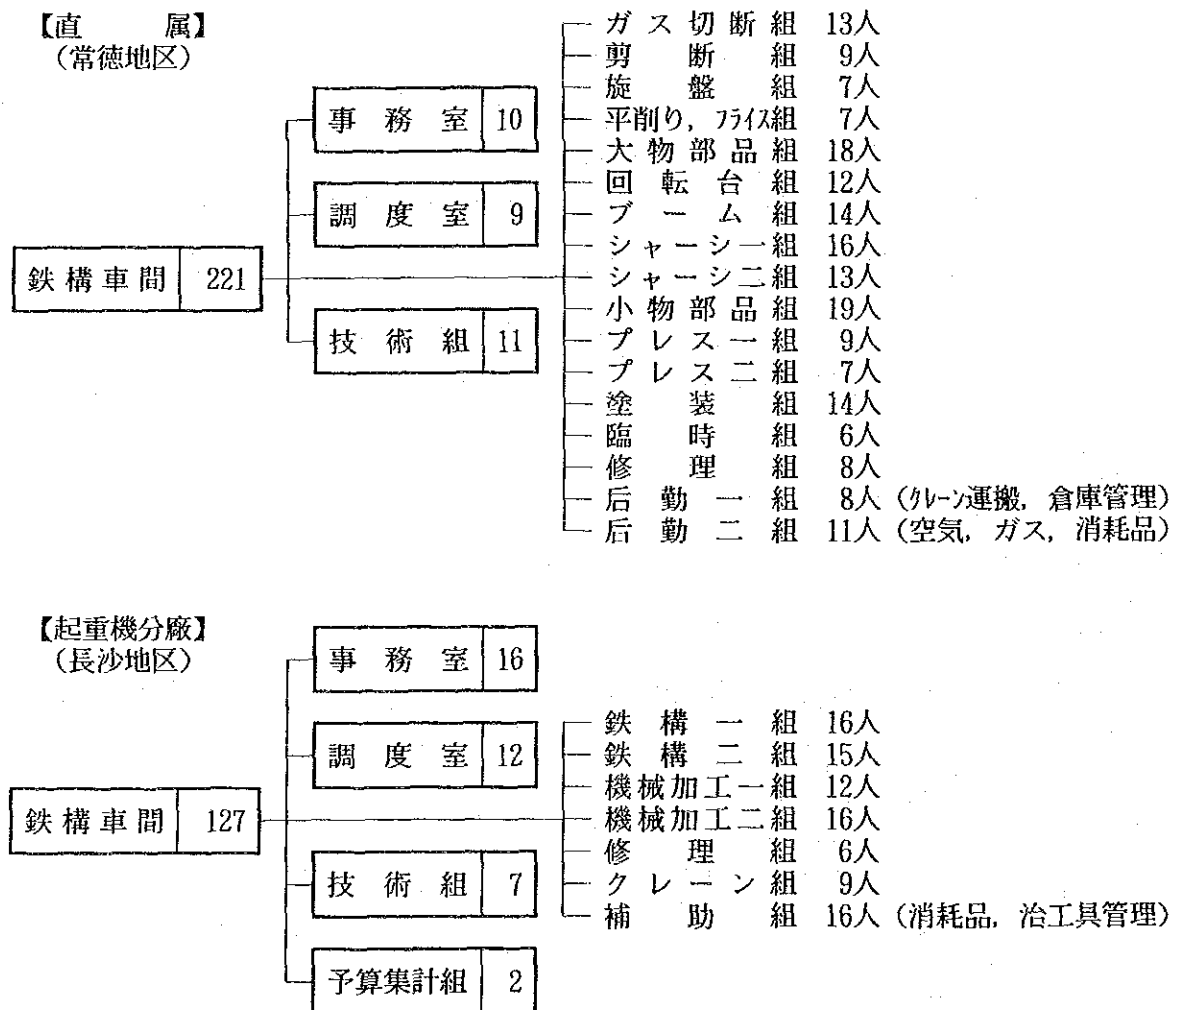 【直 属】
（常徳地区）
鉄構車間 221
事務室 10
調度室 9
技術組 11
ガス切断組 13人
剪断組 9人
旋盤組 7人
平削り, フライス組 7人
大物部品組 18人
回転台組 12人
ブーム組 14人
シャーシ一組 16人
シャーシ二組 13人
小物部品組 19人
プレス一組 9人
プレス二組 7人
塗装組 14人
臨時組 6人
修理組 8人
后勤一組 8人（クレーン運搬, 倉庫管理）
后勤二組 11人（空気, ガス, 消耗品）
【起重機分廠】
（長沙地区）
鉄構車間 127
事務室 16
調度室 12
技術組 7
予算集計組 2
鉄構一組 16人
鉄構二組 15人
機械加工一組 12人
機械加工二組 16人
修理組 6人
クレーン組 9人
補助組 16人（消耗品, 治工具管理）